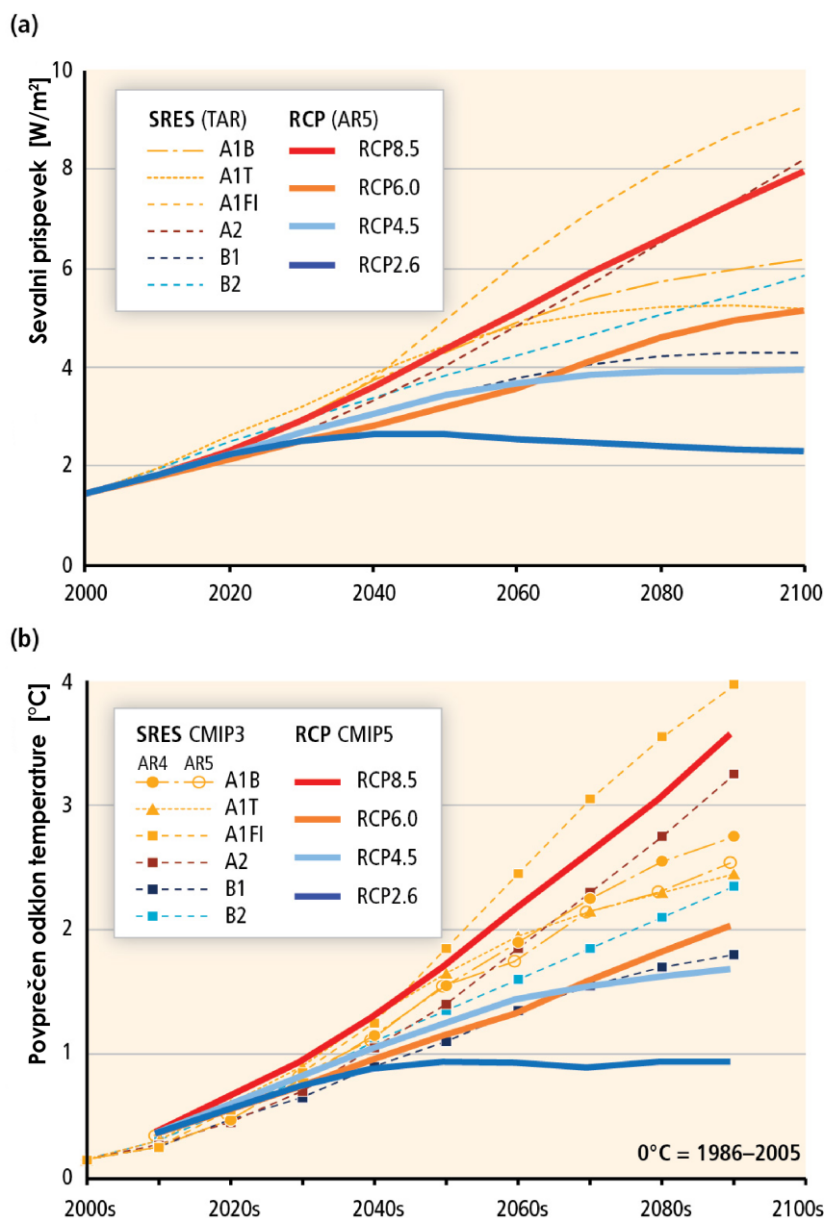 (a)
Sevalni prispevek [W/m²]
10
8
6
4
2
0
SRES (TAR)
A1B
A1T
A1FI
A2
B1
B2
RCP (AR5)
RCP8.5
RCP6.0
RCP4.5
RCP2.6
2000 2020 2040 2060 2080 2100
(b)
Povprečen odklon temperature [°C]
4
3
2
1
0
SRES CMIP3
AR4 AR5
A1B
A1T
A1FI
A2
B1
B2
RCP CMIP5
RCP8.5
RCP6.0
RCP4.5
RCP2.6
0°C = 1986–2005
2000s 2020s 2040s 2060s 2080s 2100s